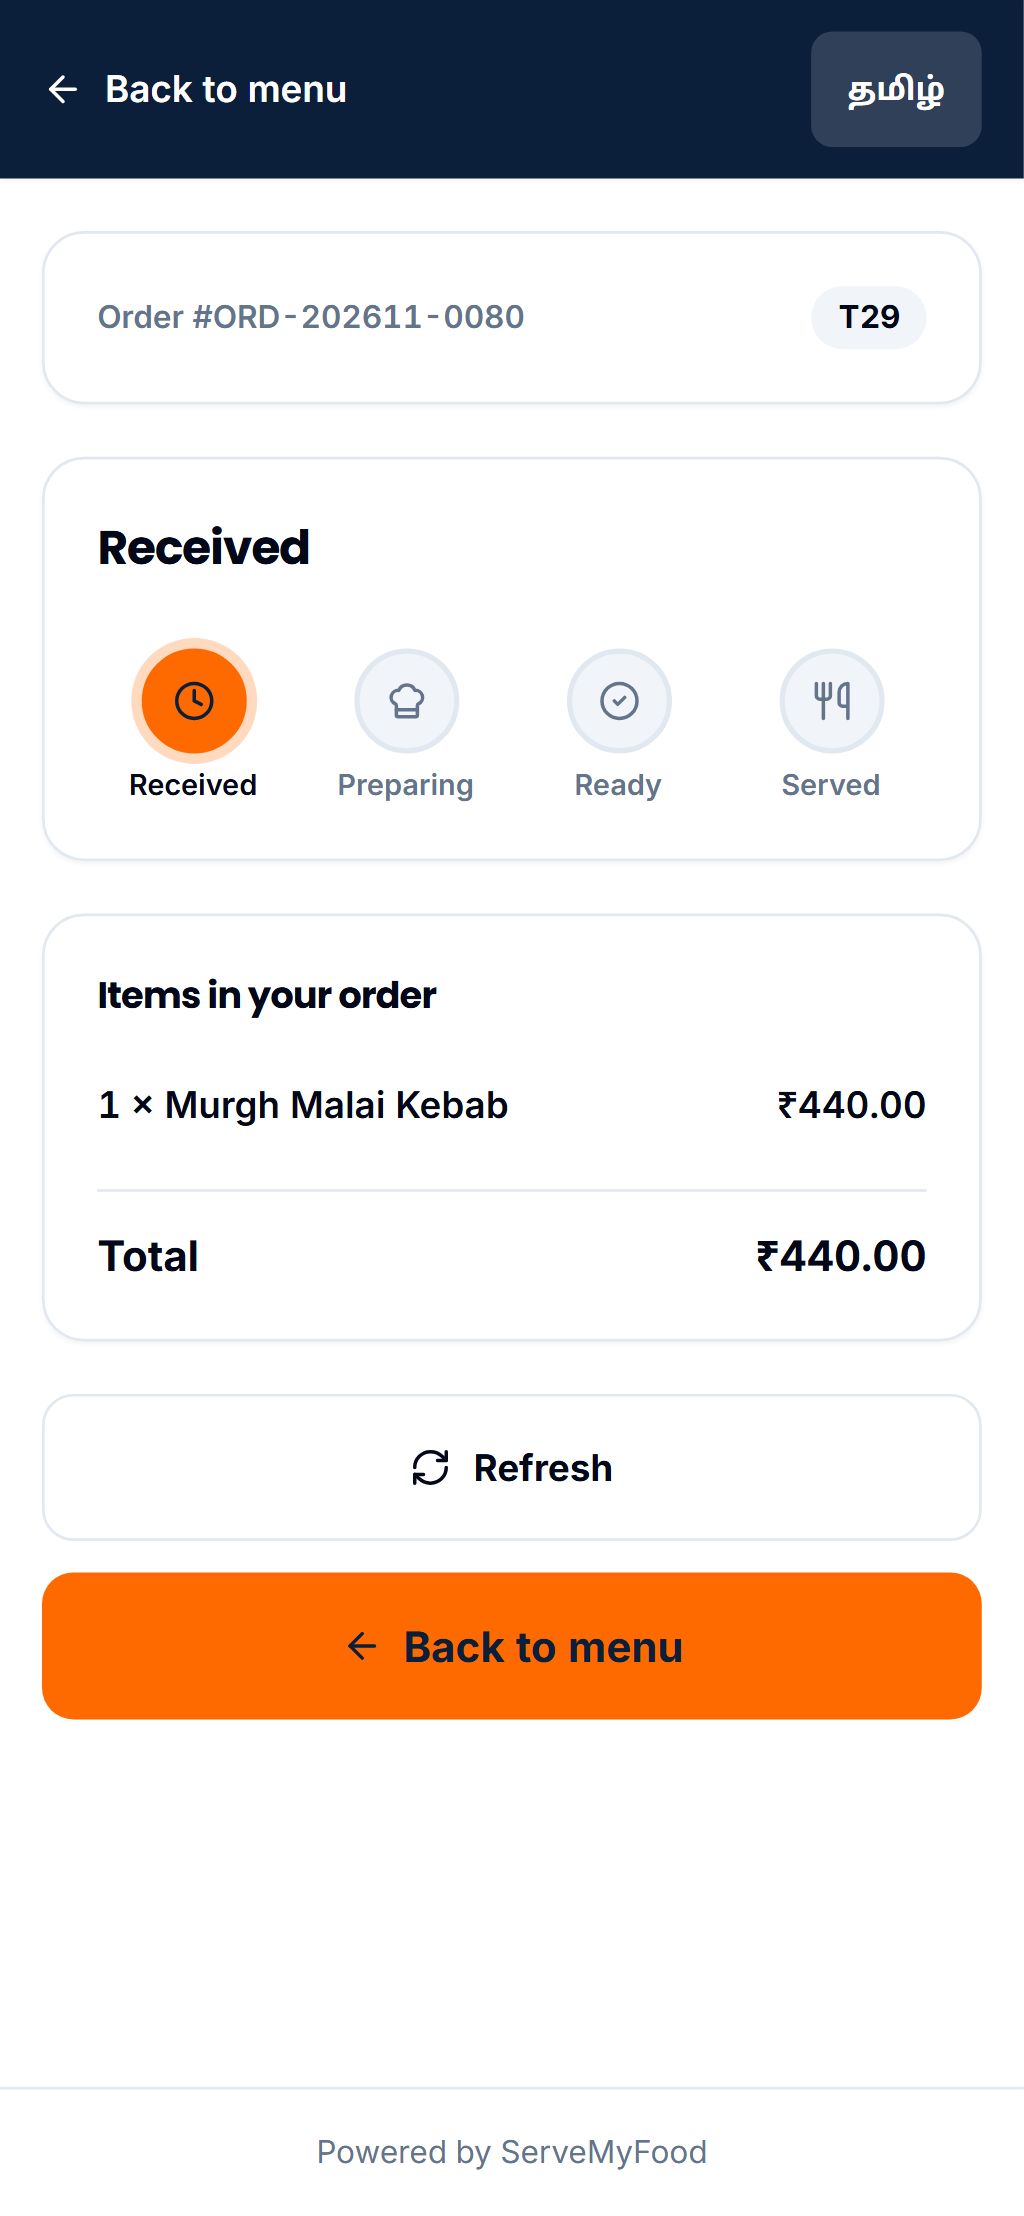 Back to menu
தமிழ்
Order #ORD-202611-0080
T29
Received
Received
Preparing
Ready
Served
Items in your order
1 × Murgh Malai Kebab
₹440.00
Total
₹440.00
Refresh
Back to menu
Powered by ServeMyFood